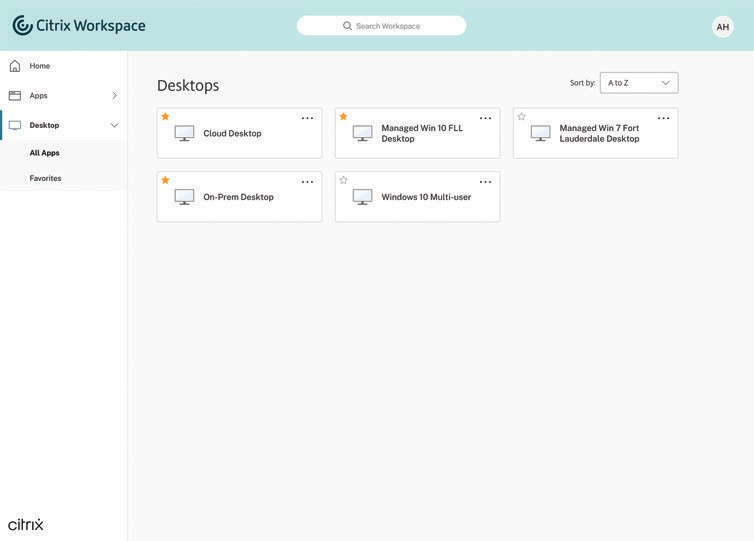 Citrix Workspace
Search Workspace
AH
Home
Apps
Desktop
All Apps
Favorites
Desktops
Sort by:
A to Z
Cloud Desktop
Managed Win 10 FLL
Desktop
Managed Win 7 Fort
Lauderdale Desktop
On-Prem Desktop
Windows 10 Multi-user
citrix